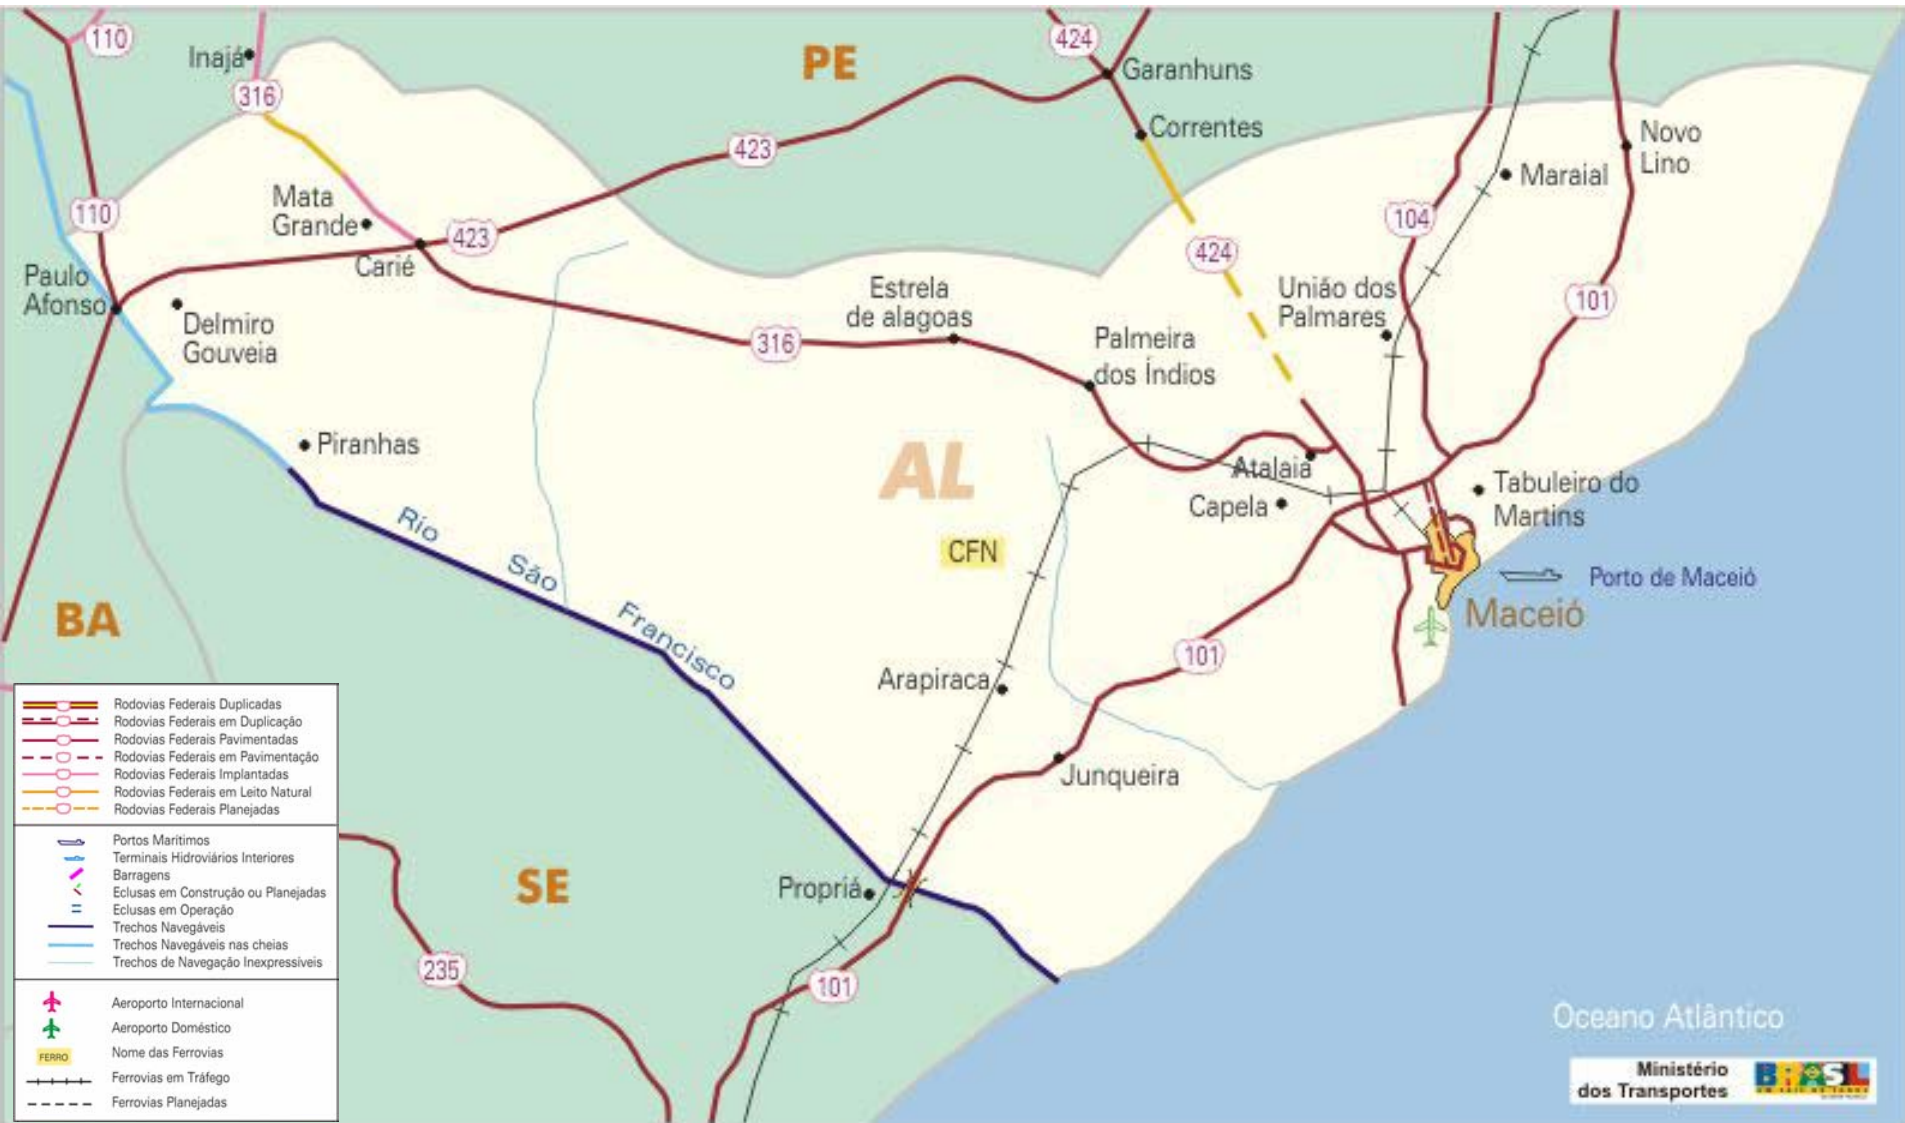 110
Inajá
316
PE
424
Garanhuns
Correntes
423
Novo
Lino
Maraial
104
110
Mata
Grande
423
Carié
424
Paulo
Afonso
Delmiro
Gouveia
Estrela
de alagoas
União dos
Palmares
101
316
Palmeira
dos Índios
Piranhas
AL
Atalaia
Capela
Tabuleiro do
Martins
Rio
São
Francisco
CFN
Porto de Maceió
Maceió
BA
101
Arapiraca
Junqueira
SE
Propriá
235
101
Oceano Atlântico
Rodovias Federais Duplicadas
Rodovias Federais em Duplicação
Rodovias Federais Pavimentadas
Rodovias Federais em Pavimentação
Rodovias Federais Implantadas
Rodovias Federais em Leito Natural
Rodovias Federais Planejadas
Portos Marítimos
Terminais Hidroviários Interiores
Barragens
Eclusas em Construção ou Planejadas
Eclusas em Operação
Trechos Navegáveis
Trechos Navegáveis nas cheias
Trechos de Navegação Inexpressíveis
Aeroporto Internacional
Aeroporto Doméstico
FERRO Nome das Ferrovias
Ferrovias em Tráfego
Ferrovias Planejadas
Ministério
dos Transportes
BRASIL